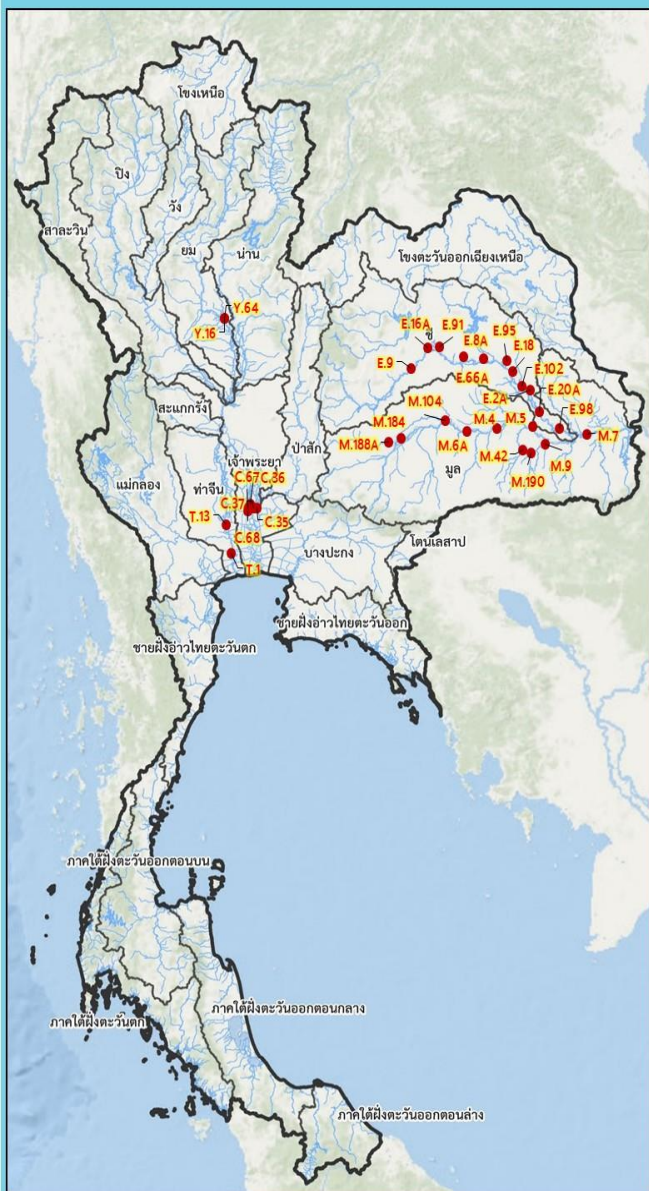 โขงเหนือ
ปิง
วัง
สาละวิน
ยม
น่าน
โขงตะวันออกเฉียงเหนือ
Y.64
Y.16
E.16A
ชี
E.91
E.95
E.8A
E.18
E.9
E.66A
E.102
E.2A
E.20A
สะแกกรัง
M.104
ป่าสัก
M.184
M.4
M.5
E.98
M.188A
M.6A
M.7
เจ้าพระยา
M.42
M.9
แม่กลอง
ท่าจีน
C.67
C.36
มูล
M.190
C.37
T.13
C.35
C.68
บางปะกง
โตนเลสาป
T.1
ชายฝั่งอ่าวไทยตะวันออก
ชายฝั่งอ่าวไทยตะวันตก
ภาคใต้ฝั่งตะวันออกตอนบน
ภาคใต้ฝั่งตะวันออกตอนกลาง
ภาคใต้ฝั่งตะวันตก
ภาคใต้ฝั่งตะวันออกตอนล่าง